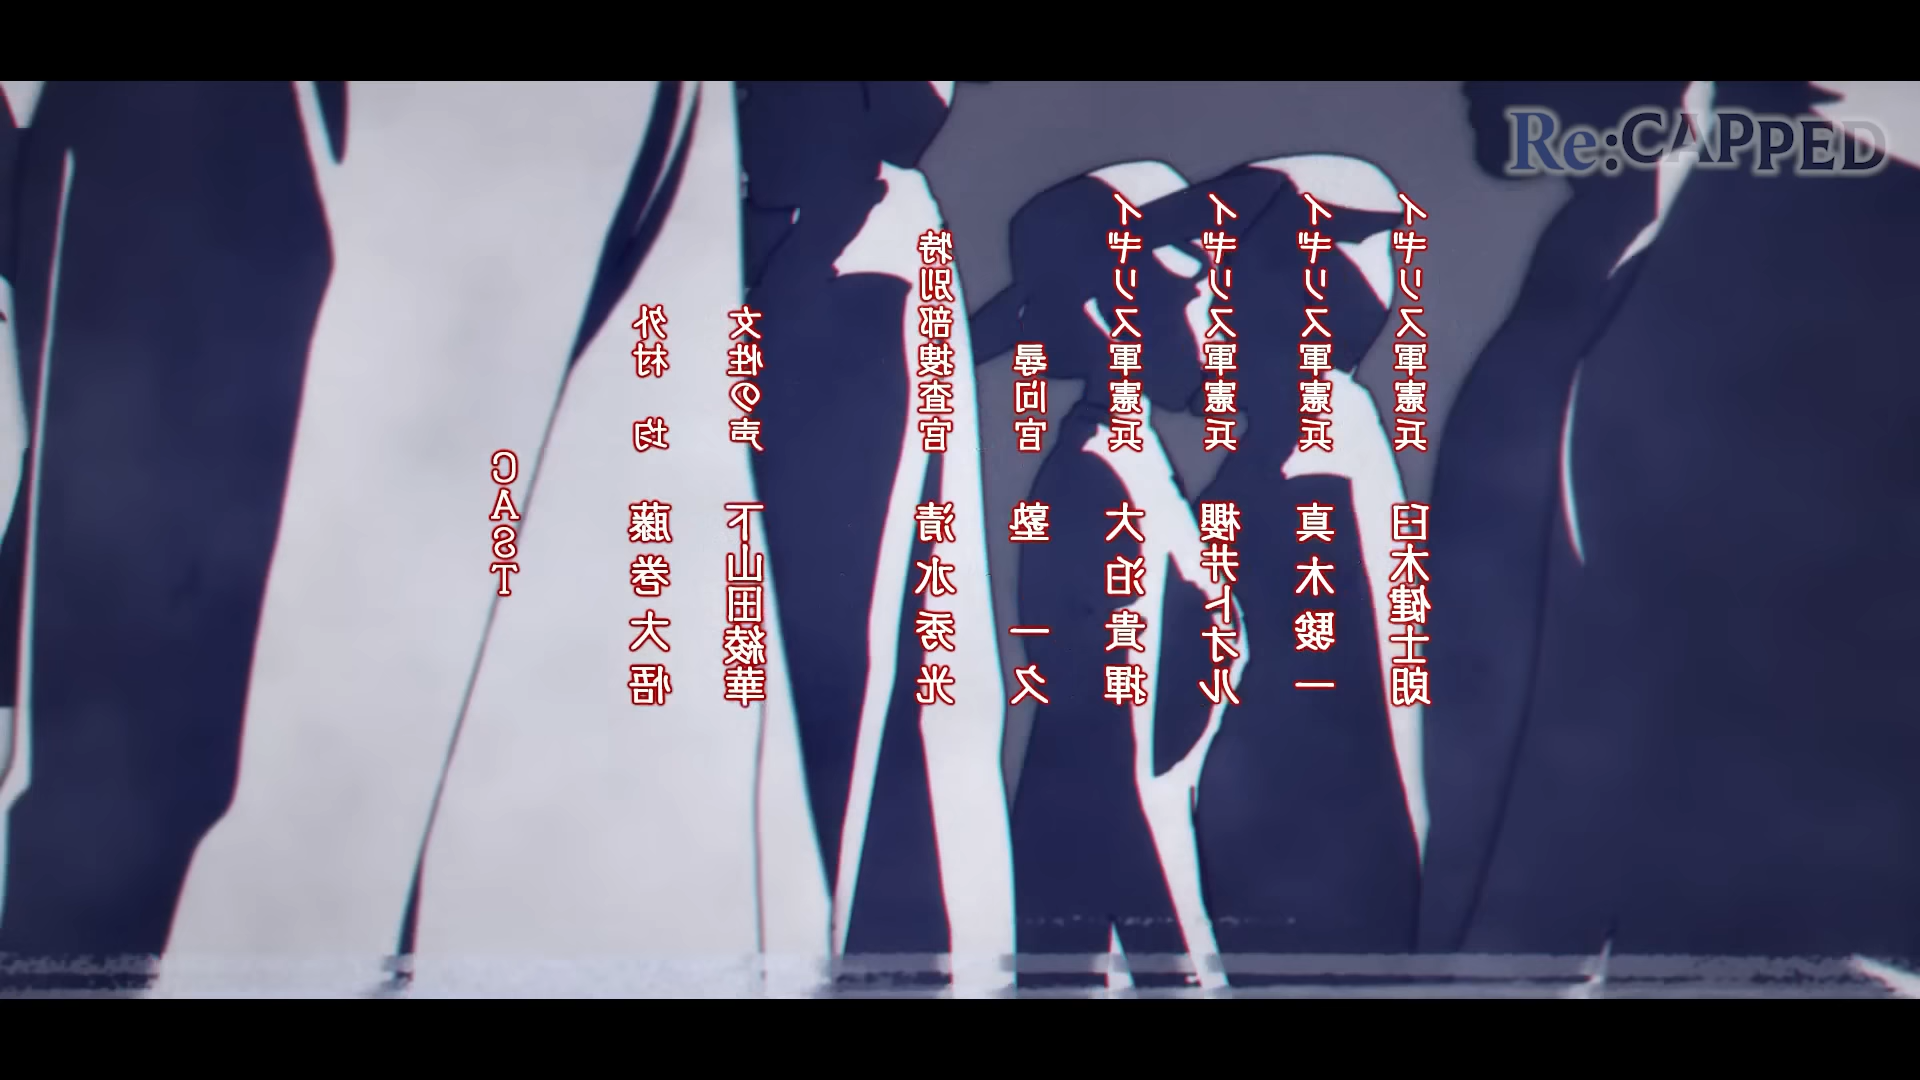 Re:CAPPED
CAST
外村 均 藤巻大悟
女性の声 下山田綾華
特別部捜査官 清水秀光
尋問官 塾 一久
イギリス軍憲兵 大泊貴揮
イギリス軍憲兵 櫻井トオル
イギリス軍憲兵 真木駿一
イギリス軍憲兵 臼木健士朗